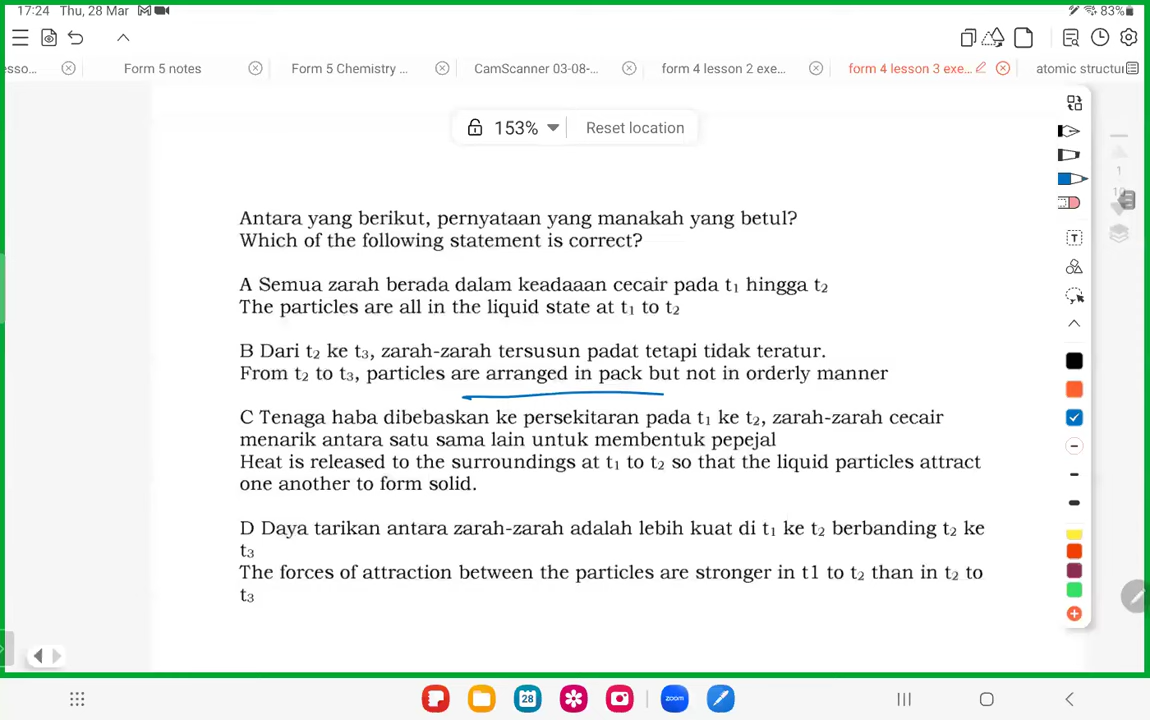 17:24 Thu, 28 Mar
83%
esso...
Form 5 notes
Form 5 Chemistry ...
CamScanner 03-08-...
form 4 lesson 2 exe...
form 4 lesson 3 exe...
atomic structu
153%
Reset location
Antara yang berikut, pernyataan yang manakah yang betul?
Which of the following statement is correct?
A Semua zarah berada dalam keadaaan cecair pada t₁ hingga t₂
The particles are all in the liquid state at t₁ to t₂
B Dari t₂ ke t₃, zarah-zarah tersusun padat tetapi tidak teratur.
From t₂ to t₃, particles are arranged in pack but not in orderly manner
C Tenaga haba dibebaskan ke persekitaran pada t₁ ke t₂, zarah-zarah cecair
menarik antara satu sama lain untuk membentuk pepejal
Heat is released to the surroundings at t₁ to t₂ so that the liquid particles attract
one another to form solid.
D Daya tarikan antara zarah-zarah adalah lebih kuat di t₁ ke t₂ berbanding t₂ ke
t₃
The forces of attraction between the particles are stronger in t1 to t₂ than in t₂ to
t₃
T
1
28
zoom